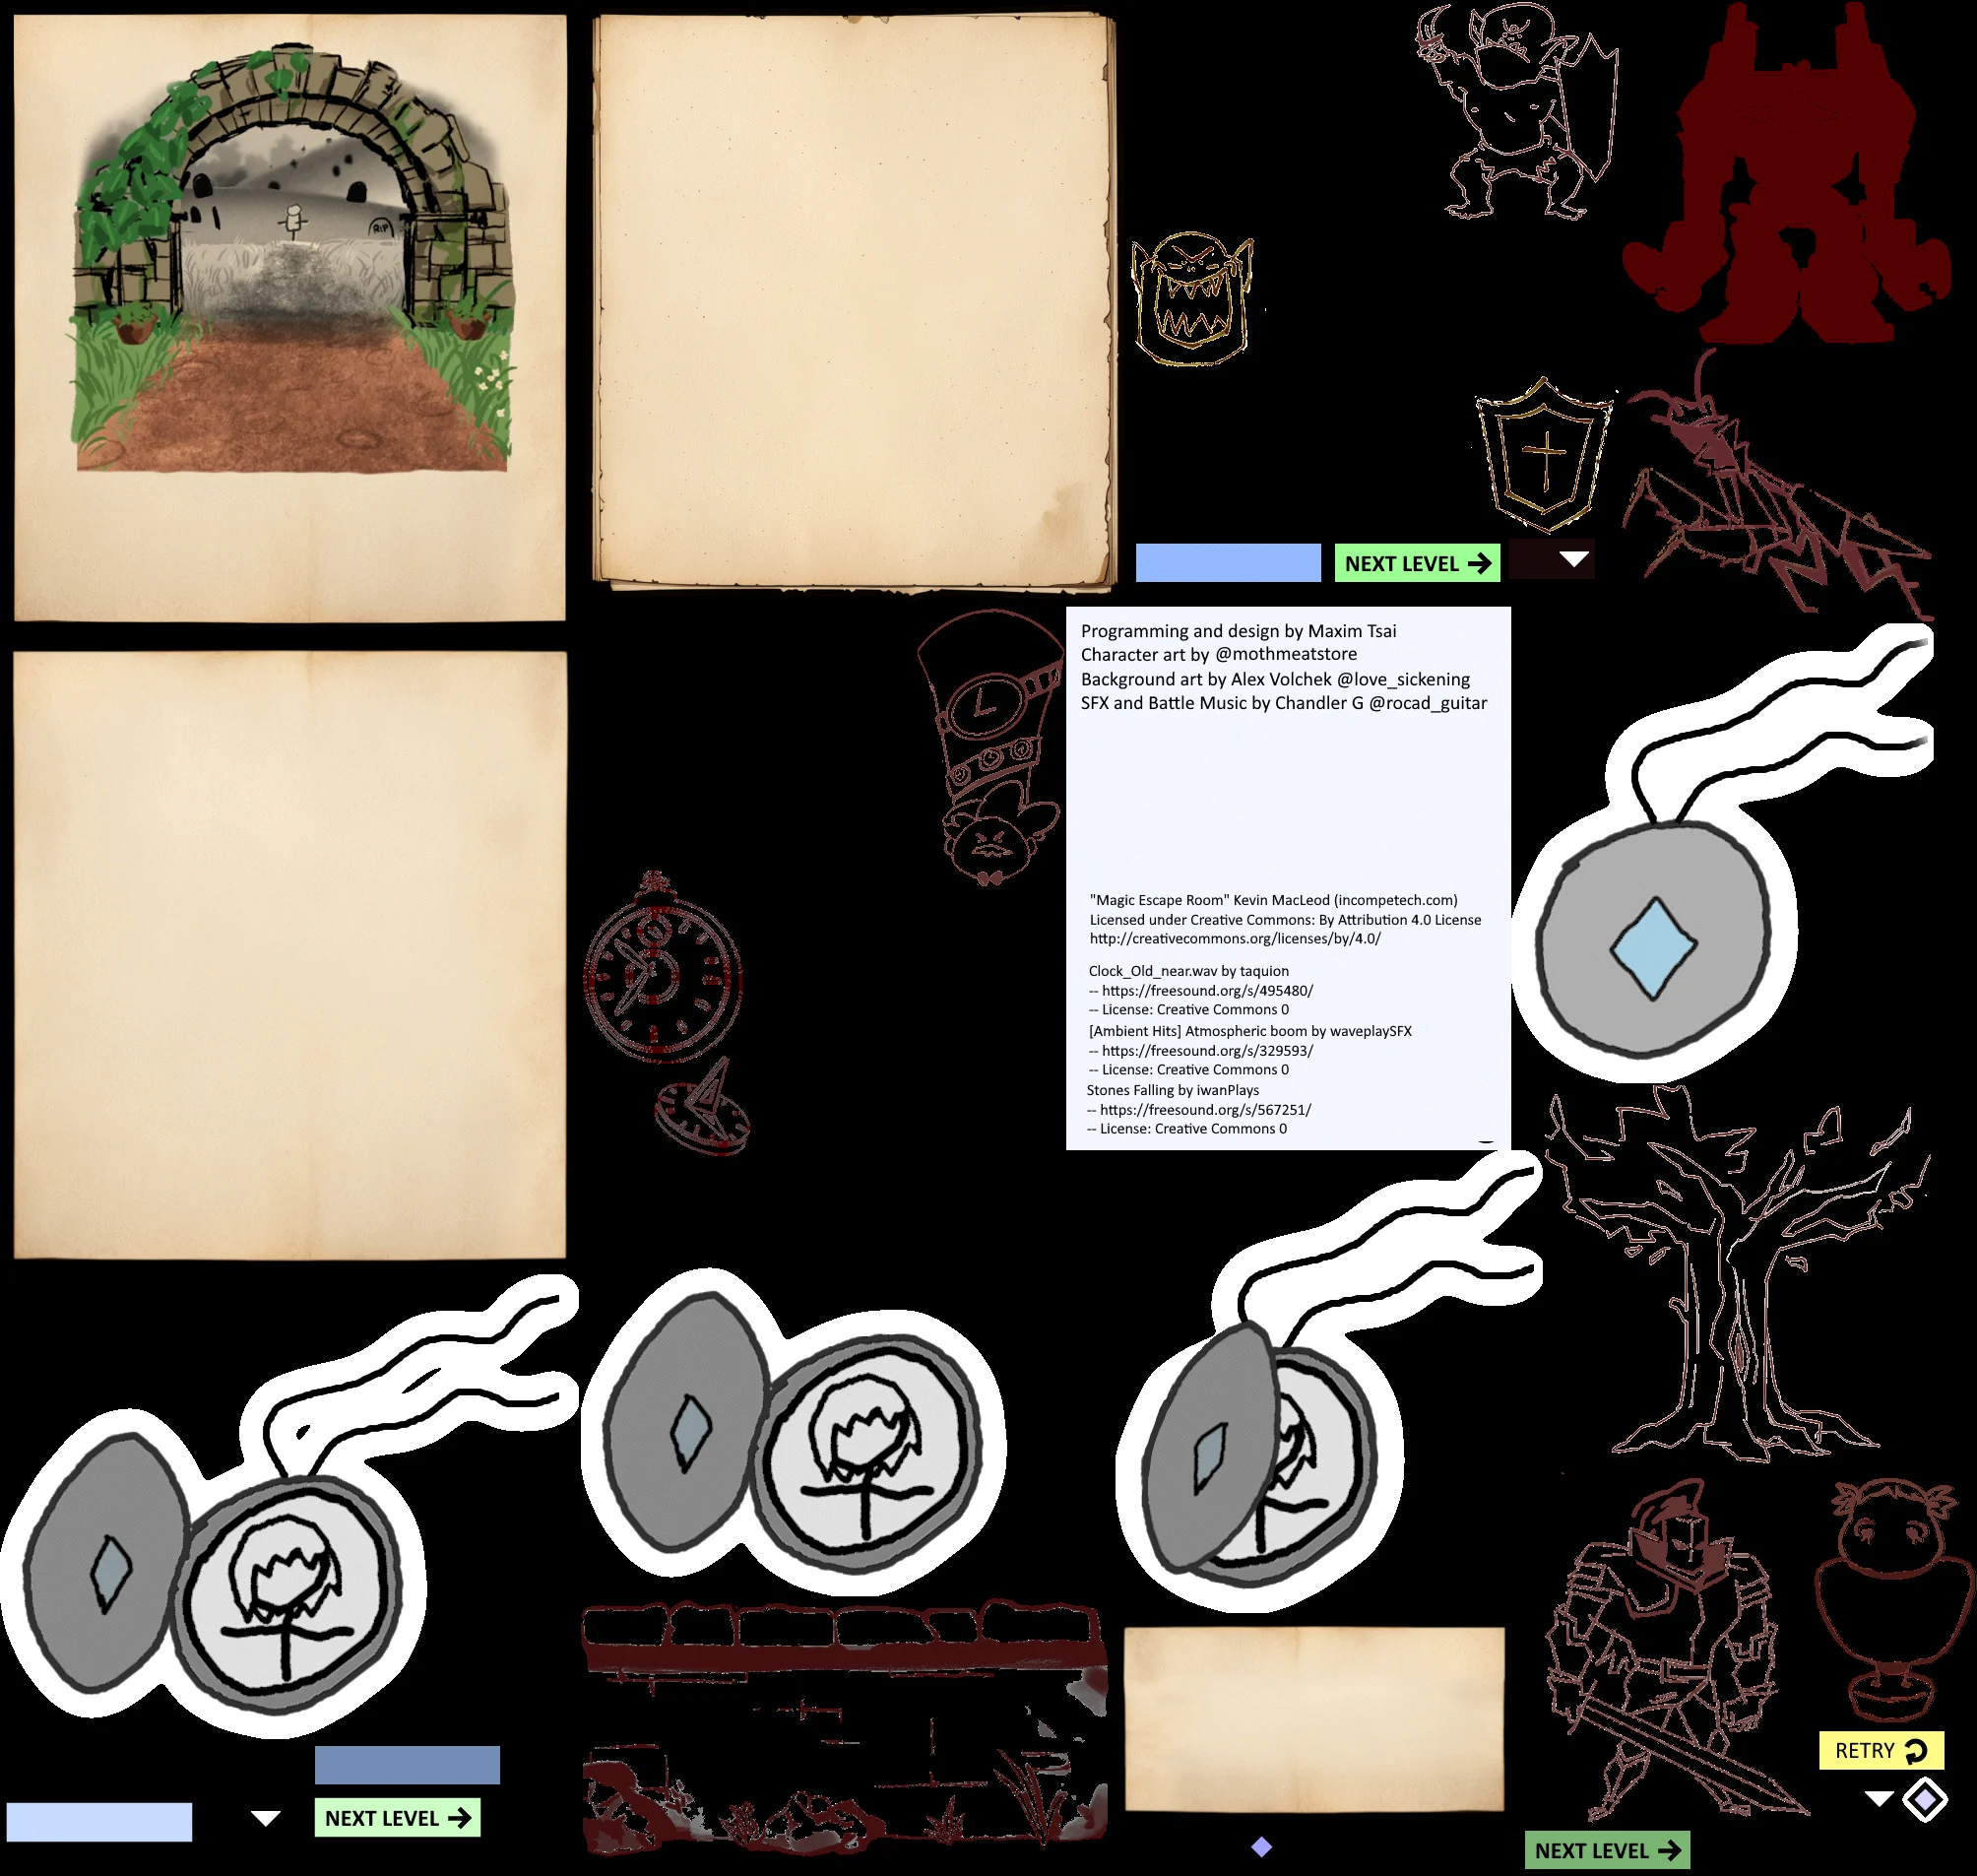 RIP
NEXT LEVEL
Programming and design by Maxim Tsai
Character art by @mothmeatstore
Background art by Alex Volchek @love_sickening
SFX and Battle Music by Chandler G @rocad_guitar
"Magic Escape Room" Kevin MacLeod (incompetech.com)
Licensed under Creative Commons: By Attribution 4.0 License
http://creativecommons.org/licenses/by/4.0/
Clock_Old_near.wav by taquion
-- https://freesound.org/s/495480/
-- License: Creative Commons 0
[Ambient Hits] Atmospheric boom by waveplaySFX
-- https://freesound.org/s/329593/
-- License: Creative Commons 0
Stones Falling by iwanPlays
-- https://freesound.org/s/567251/
-- License: Creative Commons 0
RETRY
NEXT LEVEL
NEXT LEVEL